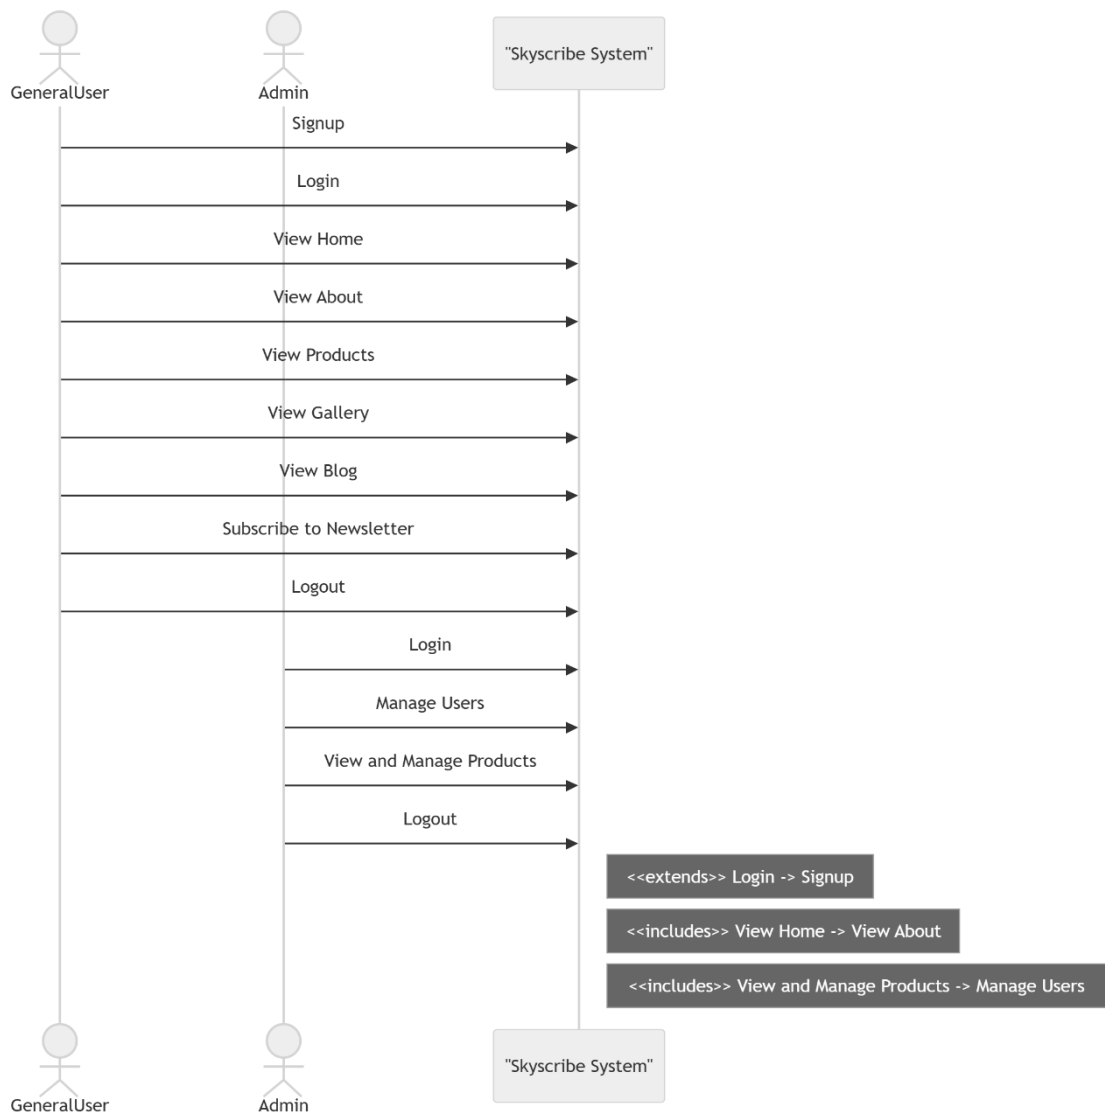 GeneralUser
Admin
"Skyscribe System"
Signup
Login
View Home
View About
View Products
View Gallery
View Blog
Subscribe to Newsletter
Logout
Login
Manage Users
View and Manage Products
Logout
<<extends>> Login -> Signup
<<includes>> View Home -> View About
<<includes>> View and Manage Products -> Manage Users
GeneralUser
Admin
"Skyscribe System"